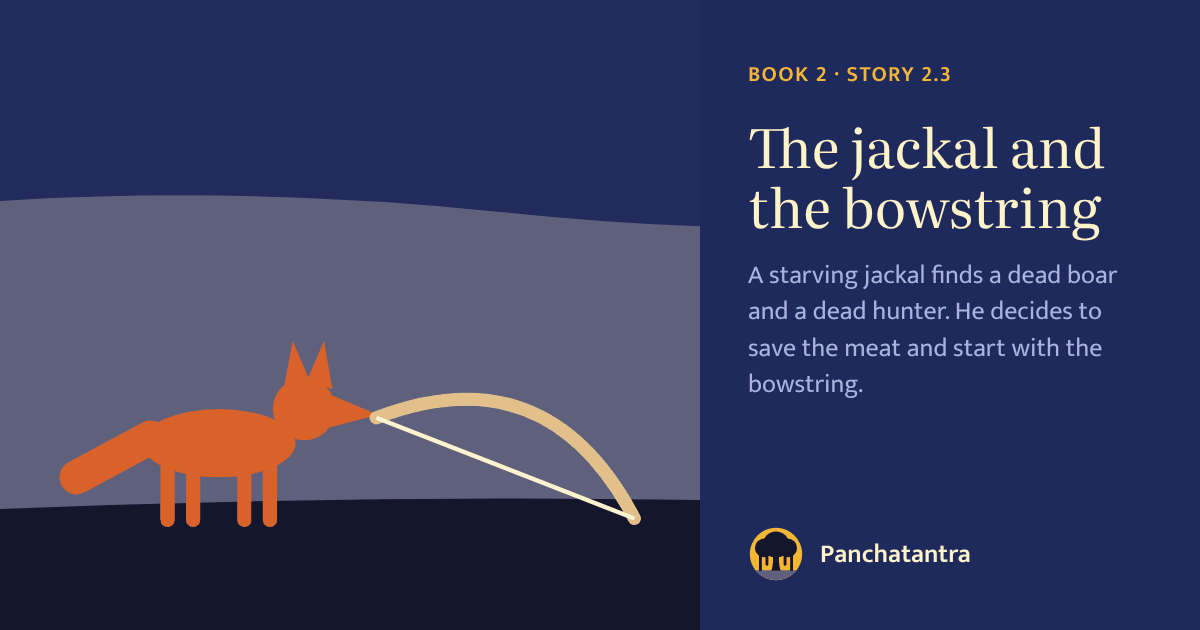 BOOK 2 · STORY 2.3
The jackal and
the bowstring
A starving jackal finds a dead boar
and a dead hunter. He decides to
save the meat and start with the
bowstring.
Panchatantra